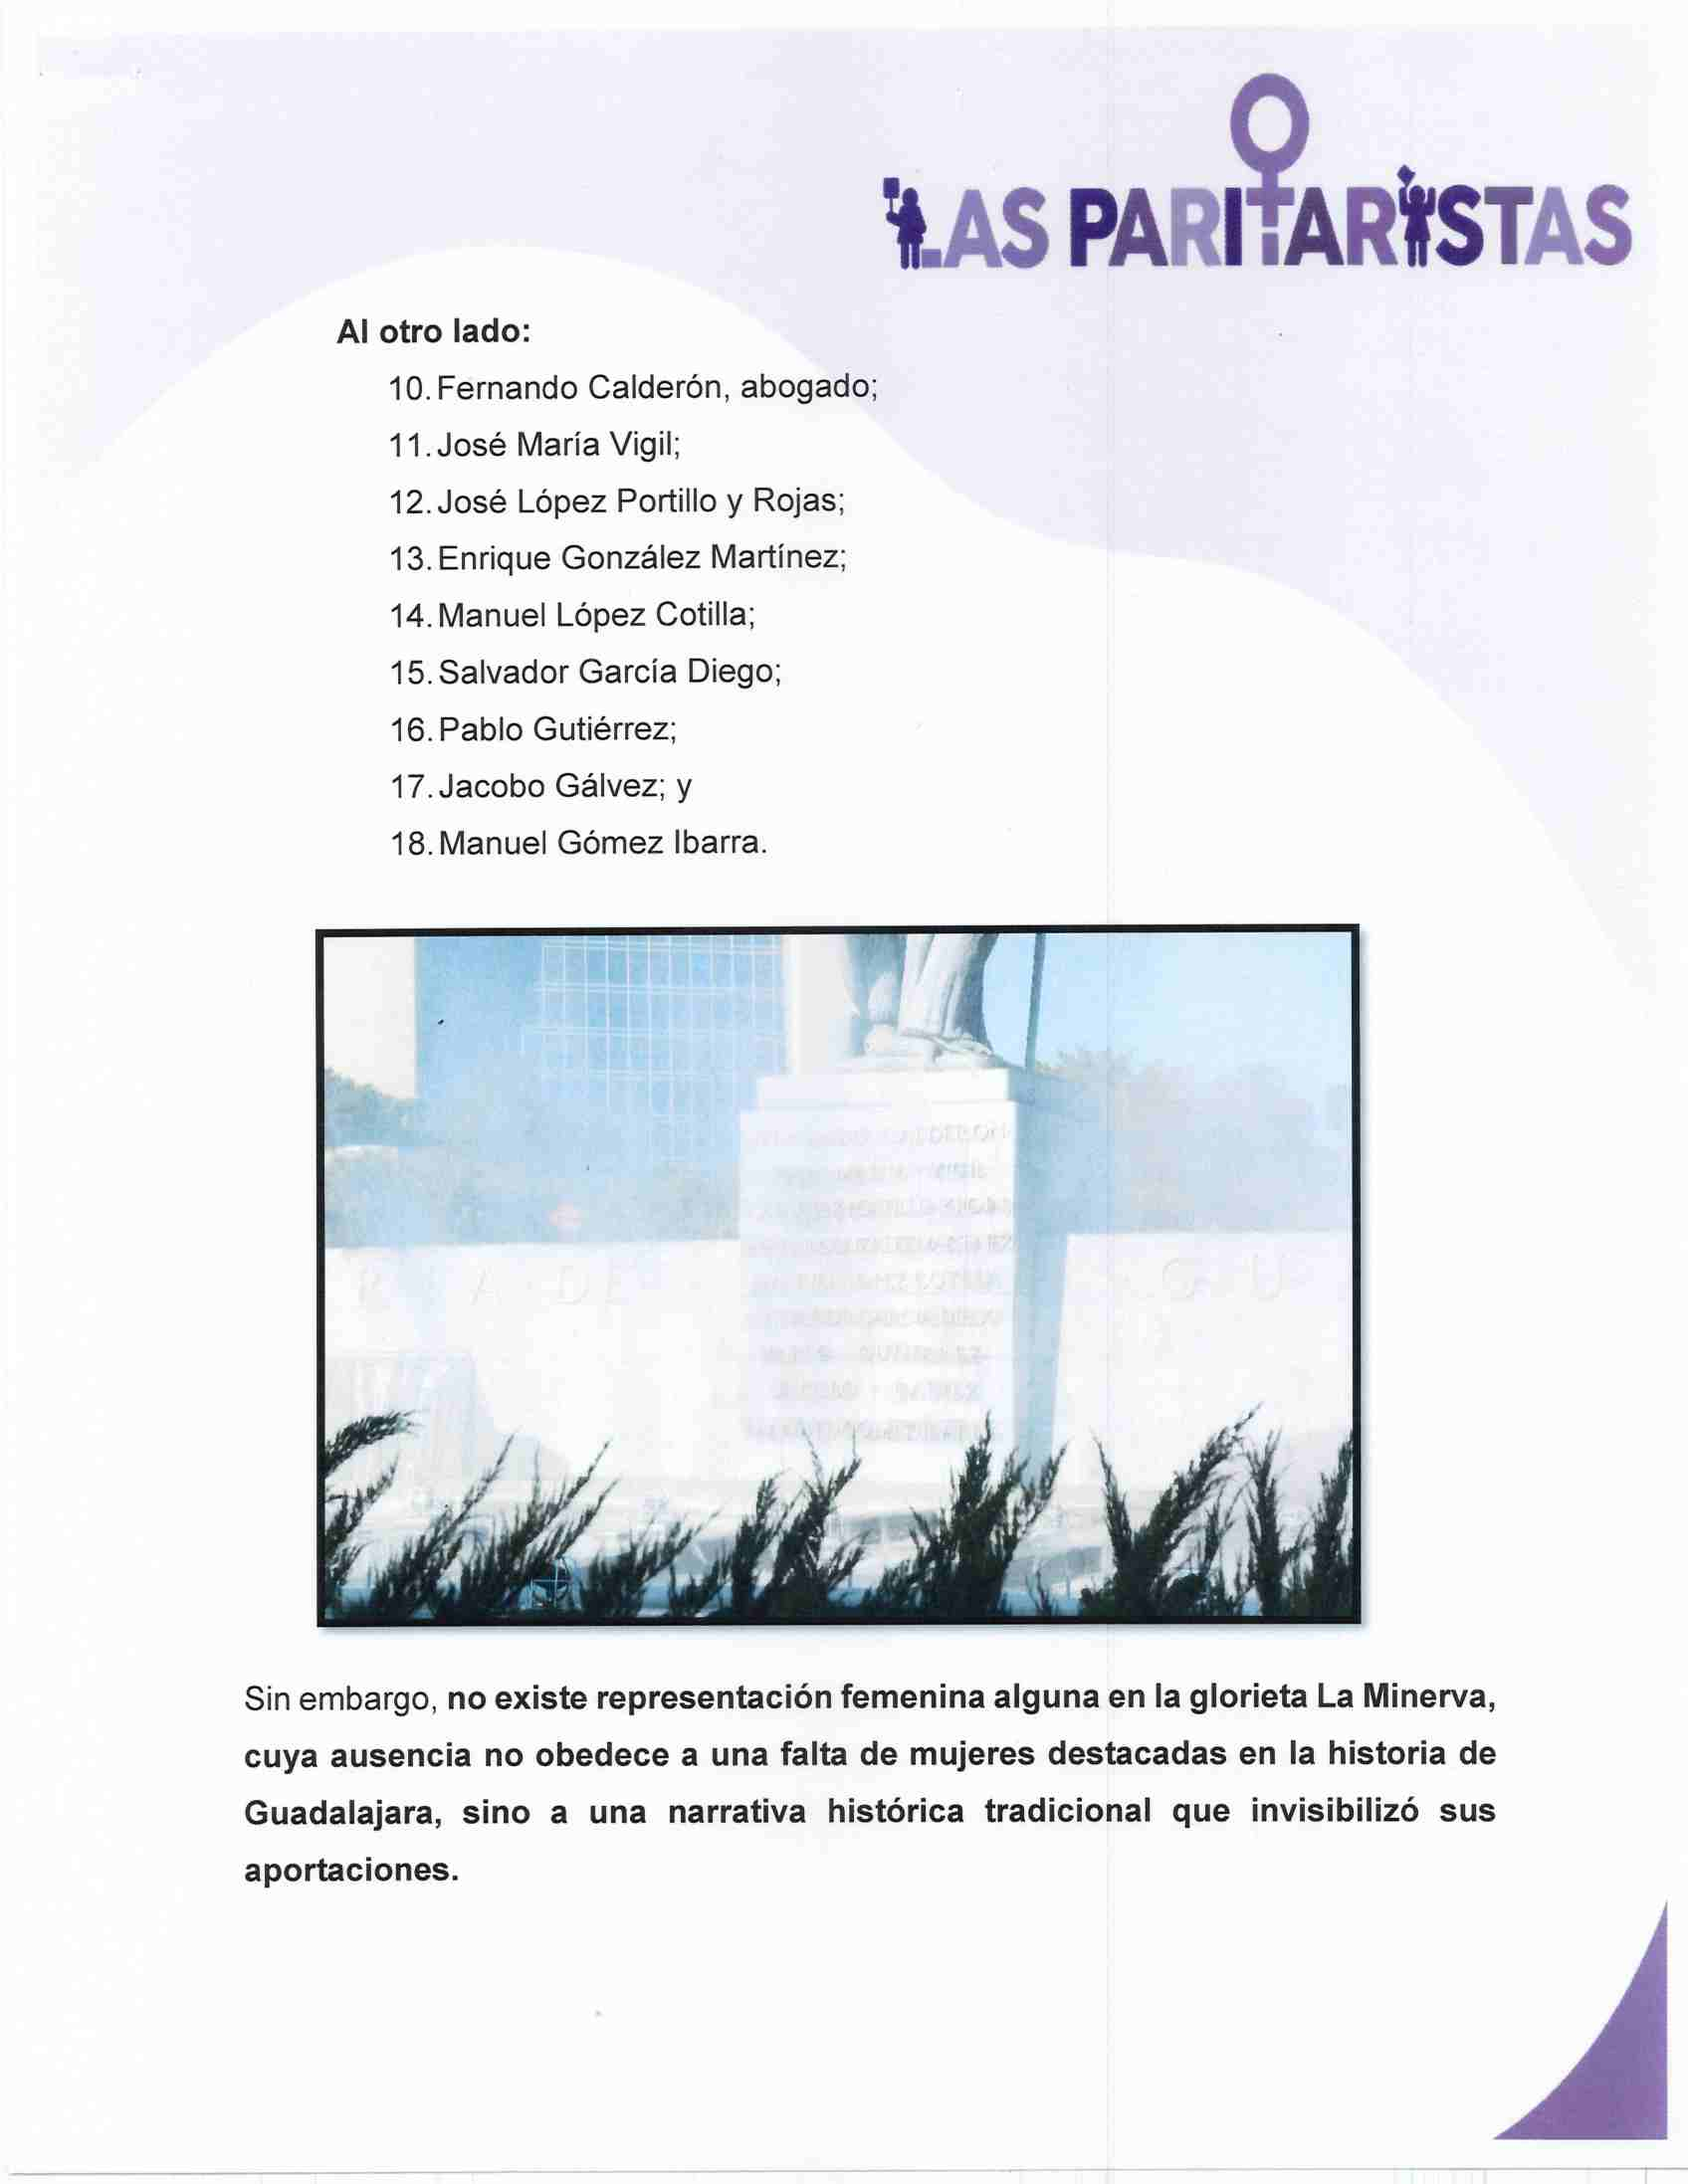 LAS PARITARISTAS
Al otro lado:
10. Fernando Calderón, abogado;
11. José María Vigil;
12. José López Portillo y Rojas;
13. Enrique González Martínez;
14. Manuel López Cotilla;
15. Salvador García Diego;
16. Pablo Gutiérrez;
17. Jacobo Gálvez; y
18. Manuel Gómez Ibarra.
Sin embargo, no existe representación femenina alguna en la glorieta La Minerva,
cuya ausencia no obedece a una falta de mujeres destacadas en la historia de
Guadalajara, sino a una narrativa histórica tradicional que invisibilizó sus
aportaciones.